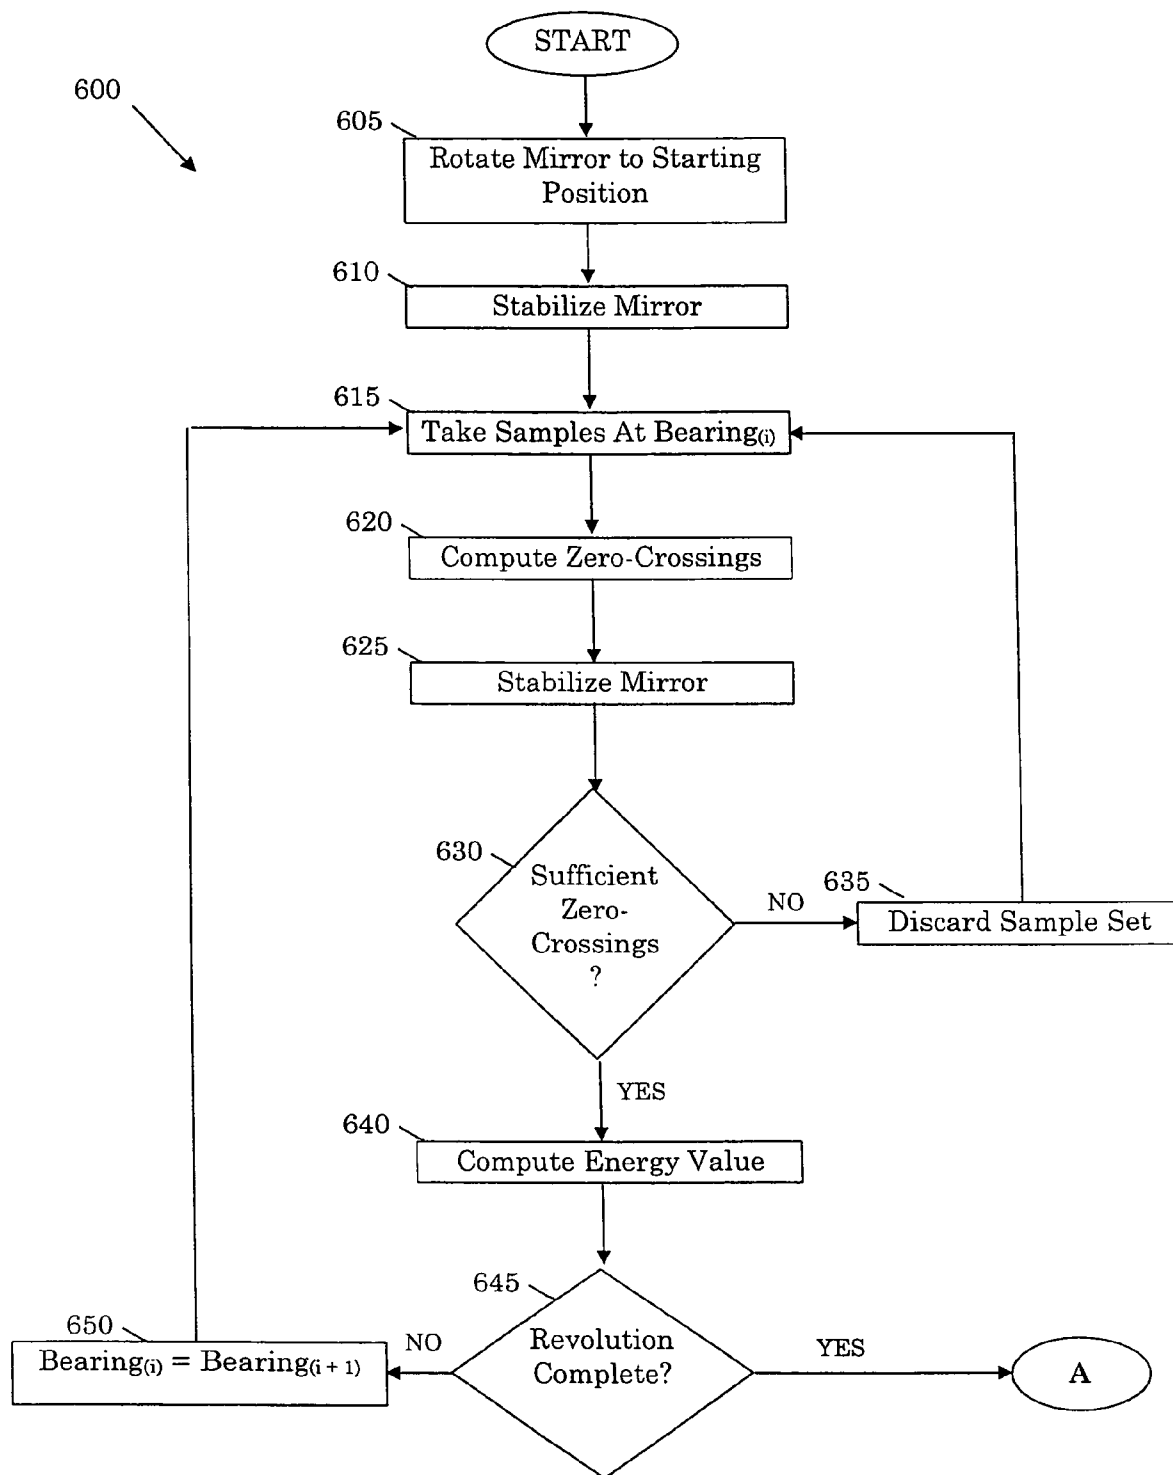 START
600
605
Rotate Mirror to Starting
Position
610
Stabilize Mirror
615
Take Samples At Bearing(i)
620
Compute Zero-Crossings
625
Stabilize Mirror
630
Sufficient
Zero-
Crossings
?
NO
635
Discard Sample Set
YES
640
Compute Energy Value
645
Revolution
Complete?
NO
650
Bearing(i) = Bearing(i + 1)
YES
A